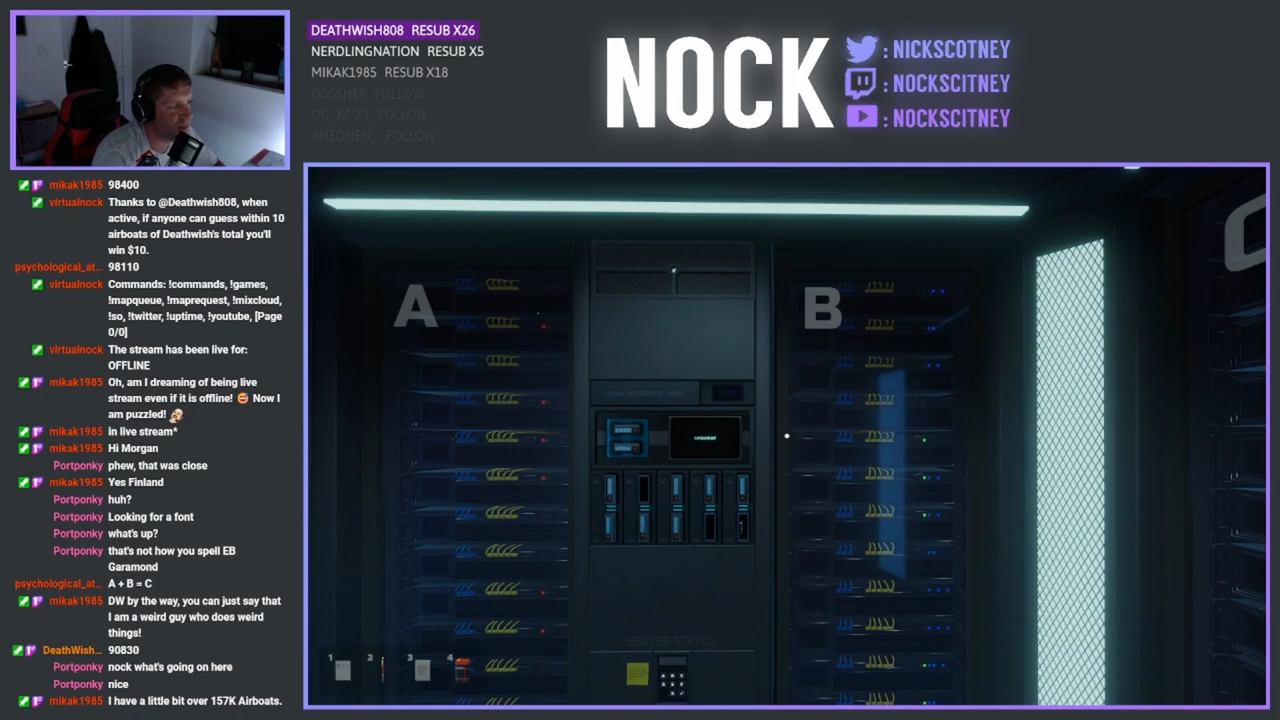 DEATHWISH808 RESUB X26
NERDLINGNATION RESUB X5
MIKAK1985 RESUB X18
FOLLOW
FOLLOW
FOLLOW
NOCK
: NICKSCOTNEY
: NOCKSCITNEY
: NOCKSCITNEY
mikak1985 98400
virtualnock Thanks to @Deathwish808, when
active, if anyone can guess within 10
airboats of Deathwish's total you'll
win $10.
psychological_at... 98110
virtualnock Commands: !commands, !games,
!mapqueue, !maprequest, !mixcloud,
!so, !twitter, !uptime, !youtube, [Page
0/0]
virtualnock The stream has been live for:
OFFLINE
mikak1985 Oh, am I dreaming of being live
stream even if it is offline! Now I
am puzzled!
mikak1985 in live stream*
mikak1985 Hi Morgan
Portponky phew, that was close
mikak1985 Yes Finland
Portponky huh?
Portponky Looking for a font
Portponky what's up?
Portponky that's not how you spell EB
Garamond
psychological_at... A + B = C
mikak1985 DW by the way, you can just say that
I am a weird guy who does weird
things!
DeathWish... 90830
Portponky nock what's going on here
Portponky nice
mikak1985 I have a little bit over 157K Airboats.
A
B
SERVER STATUS
1 2 3 4